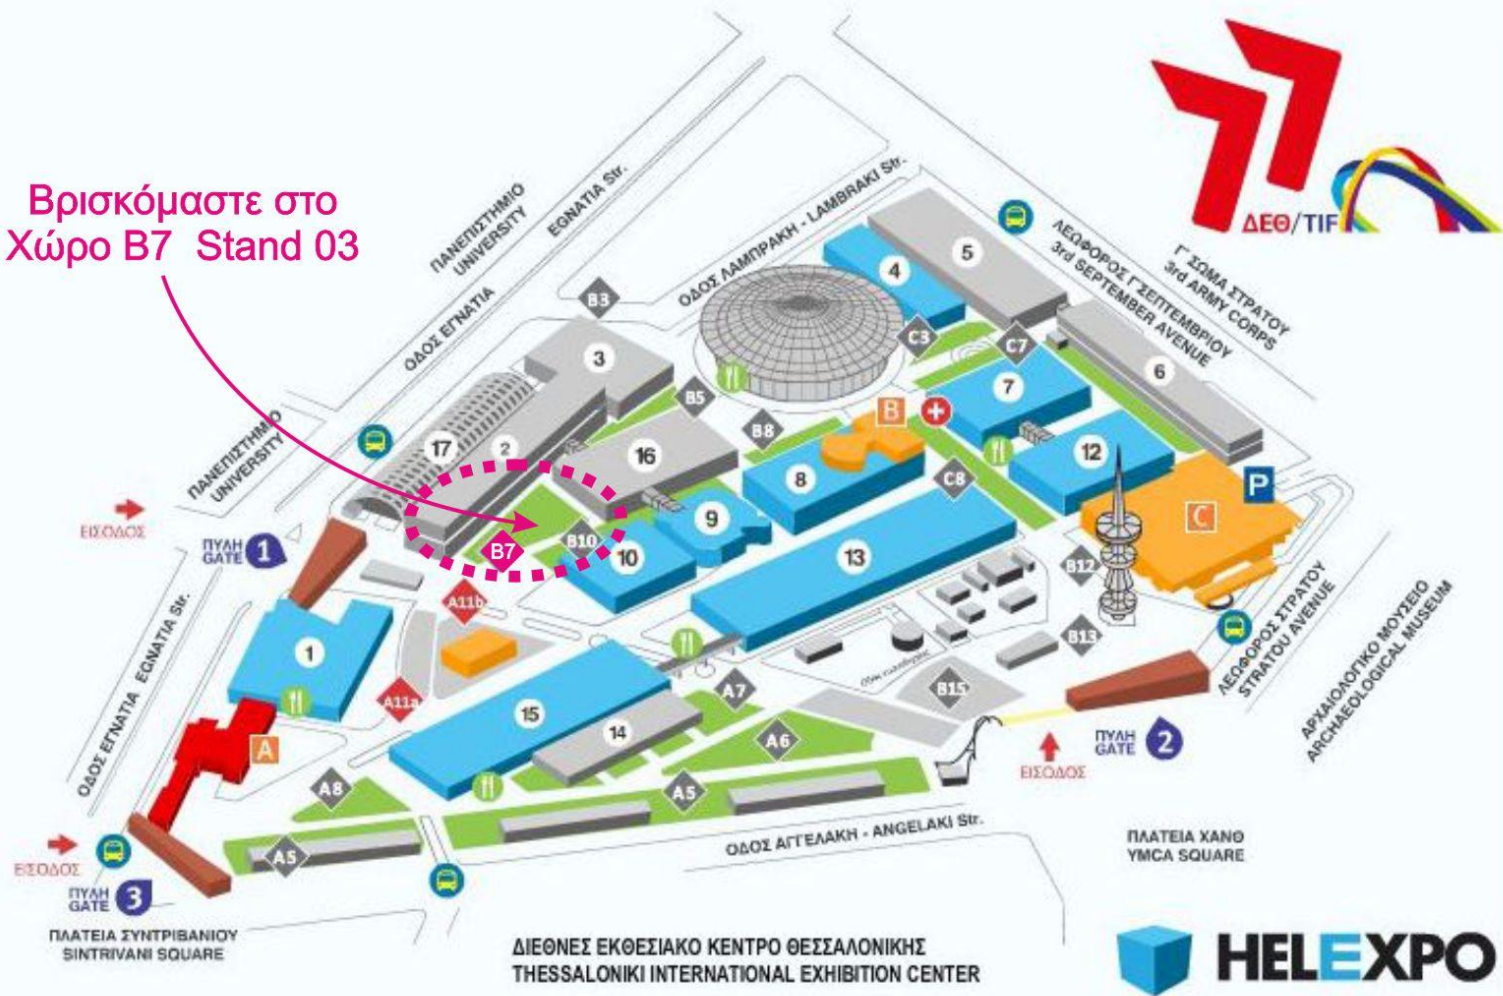 Βρισκόμαστε στο
Χώρο Β7 Stand 03
ΔΕΘ/TIF
ΠΑΝΕΠΙΣΤΗΜΙΟ
UNIVERSITY
ΟΔΟΣ ΕΓΝΑΤΙΑ
EGNATIA Str.
ΟΔΟΣ ΛΑΜΠΡΑΚΗ - LAMBRAKI Str.
ΛΕΩΦΟΡΟΣ Γ' ΣΕΠΤΕΜΒΡΙΟΥ
3rd SEPTEMBER AVENUE
Γ' ΣΩΜΑ ΣΤΡΑΤΟΥ
3rd ARMY CORPS
ΠΑΝΕΠΙΣΤΗΜΙΟ
UNIVERSITY
B3
3
17
2
16
B5
B8
4
5
C3
C7
6
7
B
8
12
C8
P
C
9
10
B7
B10
13
B12
B13
B15
ΕΙΣΟΔΟΣ
ΠΥΛΗ
GATE
1
A11b
A11a
1
A
15
14
A7
A6
A5
A8
A5
ΟΔΟΣ ΕΓΝΑΤΙΑ EGNATIA Str.
ΛΕΩΦΟΡΟΣ ΣΤΡΑΤΟΥ
STRATOU AVENUE
ΑΡΧΑΙΟΛΟΓΙΚΟ ΜΟΥΣΕΙΟ
ARCHAEOLOGICAL MUSEUM
ΠΥΛΗ
GATE
2
ΕΙΣΟΔΟΣ
ΕΙΣΟΔΟΣ
ΠΥΛΗ
GATE
3
ΠΛΑΤΕΙΑ ΣΥΝΤΡΙΒΑΝΙΟΥ
SINTRIVANI SQUARE
ΟΔΟΣ ΑΓΓΕΛΑΚΗ - ANGELAKI Str.
ΠΛΑΤΕΙΑ ΧΑΝΘ
YMCA SQUARE
ΔΙΕΘΝΕΣ ΕΚΘΕΣΙΑΚΟ ΚΕΝΤΡΟ ΘΕΣΣΑΛΟΝΙΚΗΣ
THESSALONIKI INTERNATIONAL EXHIBITION CENTER
HELEXPO